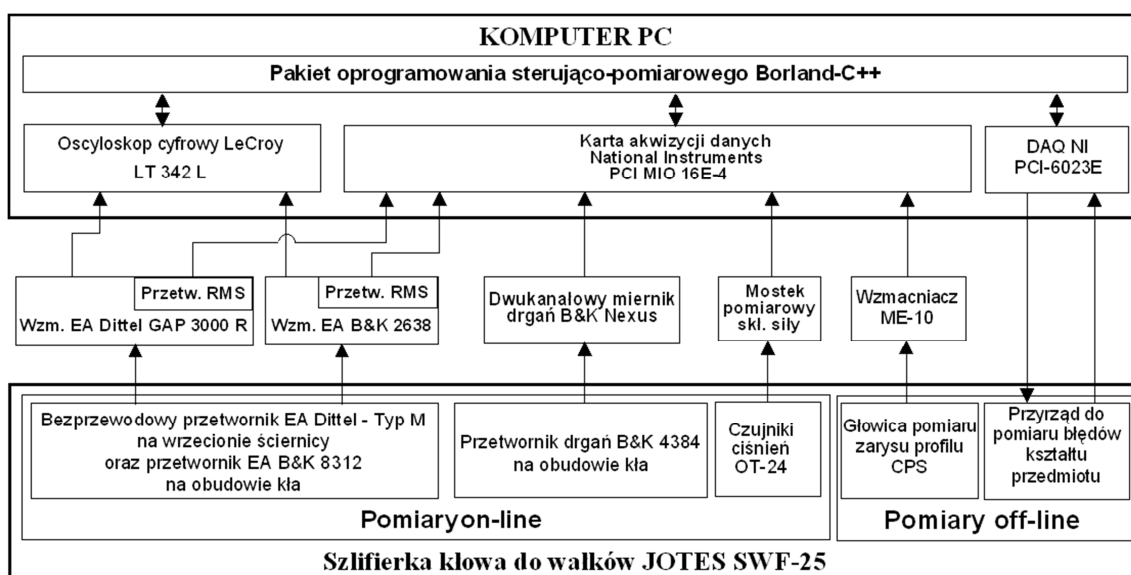 KOMPUTER PC
Pakiet oprogramowania sterująco-pomiarowego Borland-C++
Oscyloskop cyfrowy LeCroy
LT 342 L
Karta akwizycji danych
National Instruments
PCI MIO 16E-4
DAQ NI
PCI-6023E
Przetw. RMS
Wzm. EA Dittel GAP 3000 R
Przetw. RMS
Wzm. EA B&K 2638
Dwukanałowy miernik
drgań B&K Nexus
Mostek
pomiarowy
skł. siły
Wzmacniacz
ME-10
Bezprzewodowy przetwornik EA Dittel - Typ M
na wrzecionie ściernicy
oraz przetwornik EA B&K 8312
na obudowie kła
Przetwornik drgań B&K 4384
na obudowie kła
Czujniki
ciśnień
OT-24
Głowica pomiaru
zarysu profilu
CPS
Przyrząd do
pomiaru błędów
kształtu
przedmiotu
Pomiaryon-line
Pomiary off-line
Szlifierka kłowa do wałków JOTES SWF-25